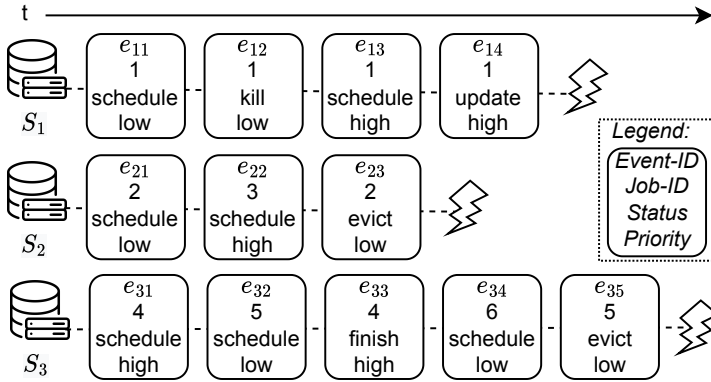 t
e11 e12 e13 e14
1 1 1 1
schedule kill schedule update
low low high high
S1
Legend:
Event-ID
Job-ID
Status
Priority
e21 e22 e23
2 3 2
schedule schedule evict
low high low
S2
e31 e32 e33 e34 e35
4 5 4 6 5
schedule schedule finish schedule evict
high low high low low
S3